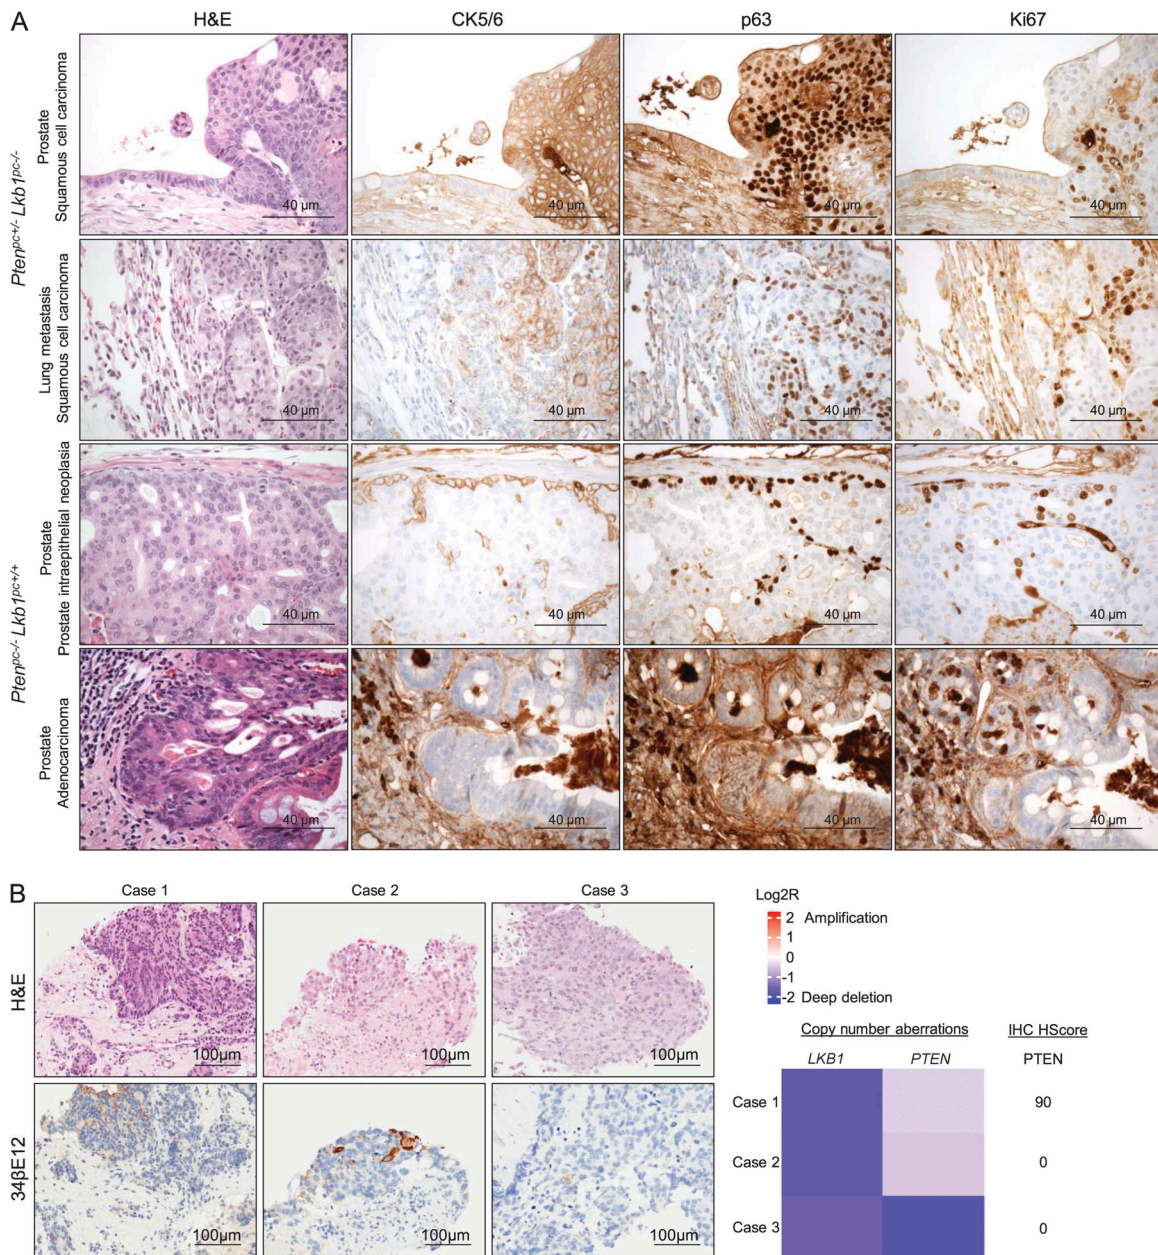 A
H&E
CK5/6
p63
Ki67
Pten^pc+/- Lkb1^pc-/-
Prostate
Squamous cell carcinoma
40 µm
40 µm
40 µm
40 µm
Lung metastasis
Squamous cell carcinoma
40 µm
40 µm
40 µm
40 µm
Pten^pc-/- Lkb1^pc+/+
Prostate
Prostate intraepithelial neoplasia
40 µm
40 µm
40 µm
40 µm
Prostate
Adenocarcinoma
40 µm
40 µm
40 µm
40 µm
B
Case 1
Case 2
Case 3
H&E
100µm
100µm
100µm
34βE12
100µm
100µm
100µm
Log2R
2 Amplification
1
0
-1
-2 Deep deletion
Copy number aberrations
IHC HScore
LKB1
PTEN
PTEN
Case 1
90
Case 2
0
Case 3
0